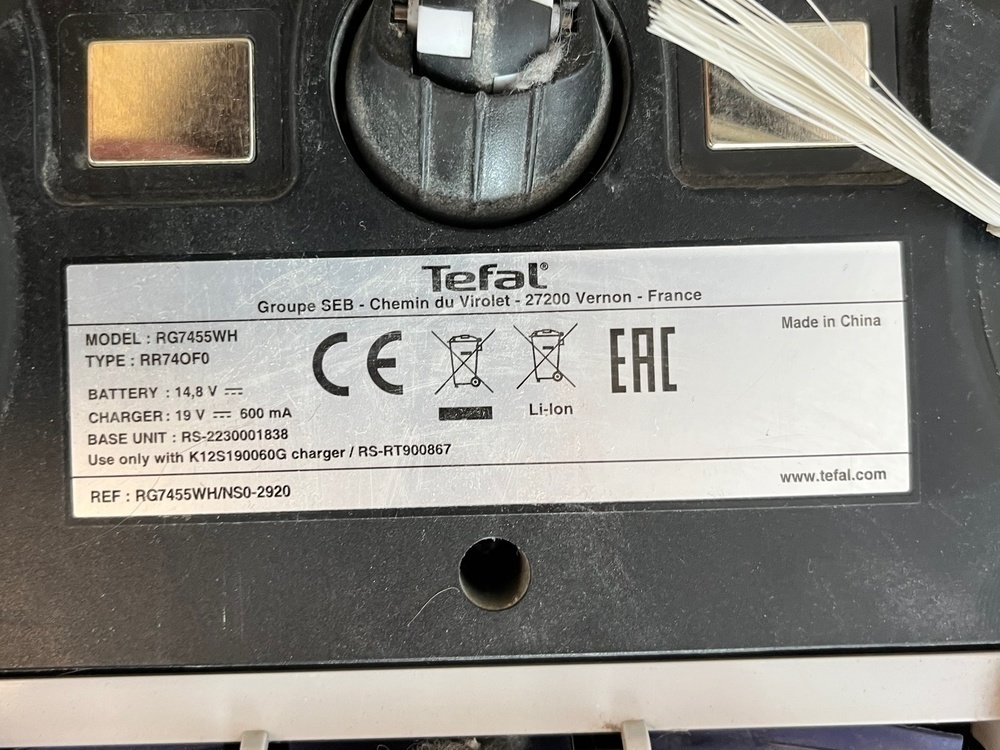 Tefal®
Groupe SEB - Chemin du Virolet - 27200 Vernon - France
MODEL : RG7455WH
TYPE : RR74OF0
BATTERY : 14,8 V ⎓
CHARGER : 19 V ⎓ 600 mA
BASE UNIT : RS-2230001838
Use only with K12S190060G charger / RS-RT900867
CE
Li-Ion
EAC
Made in China
REF : RG7455WH/NS0-2920
www.tefal.com